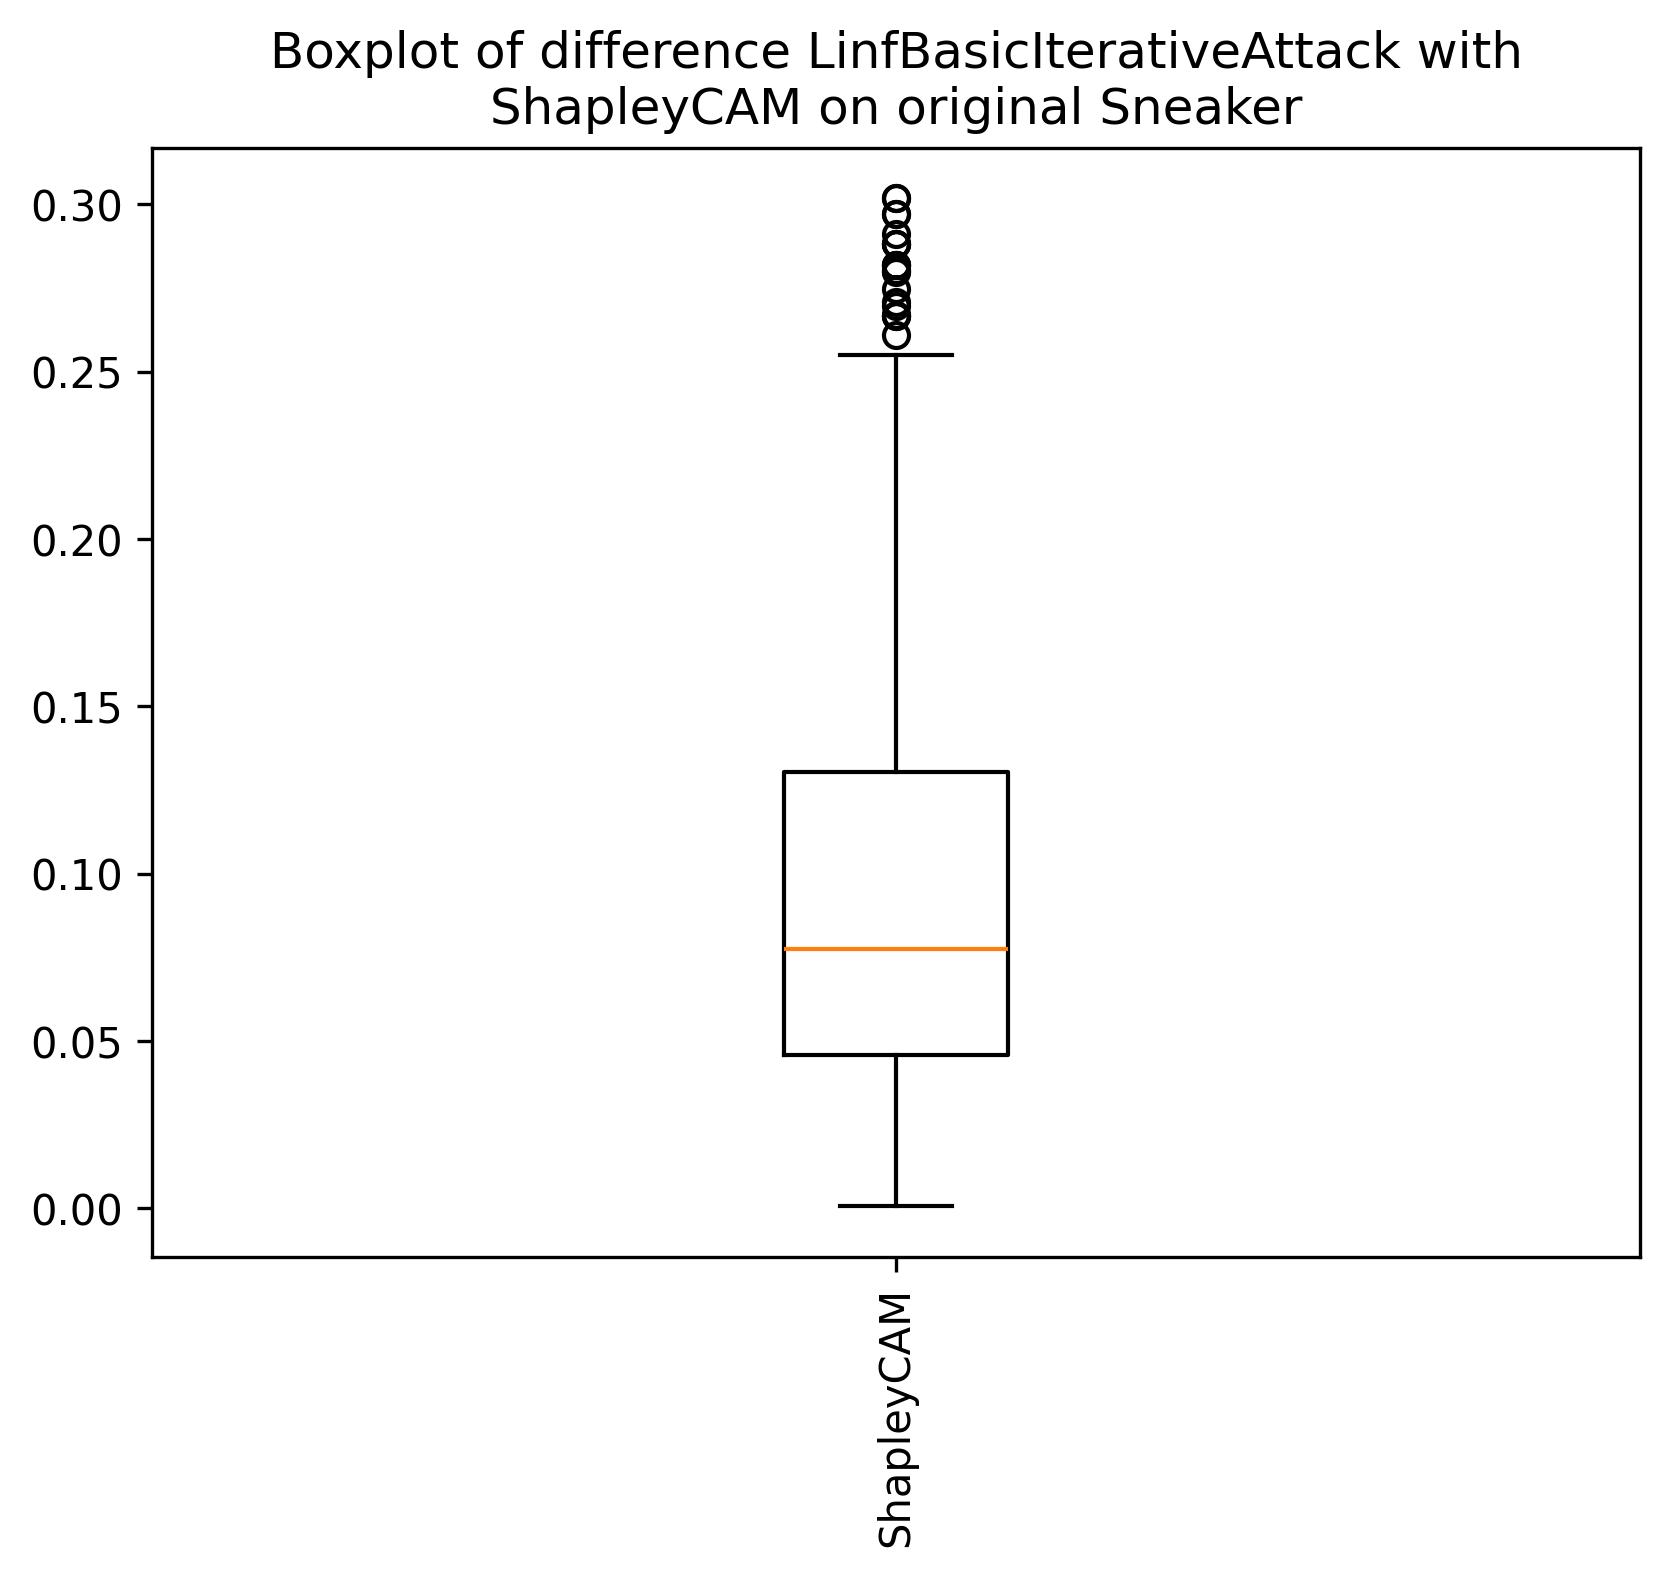 Boxplot of difference LinfBasicIterativeAttack with
ShapleyCAM on original Sneaker
0.30
0.25
0.20
0.15
0.10
0.05
0.00
ShapleyCAM